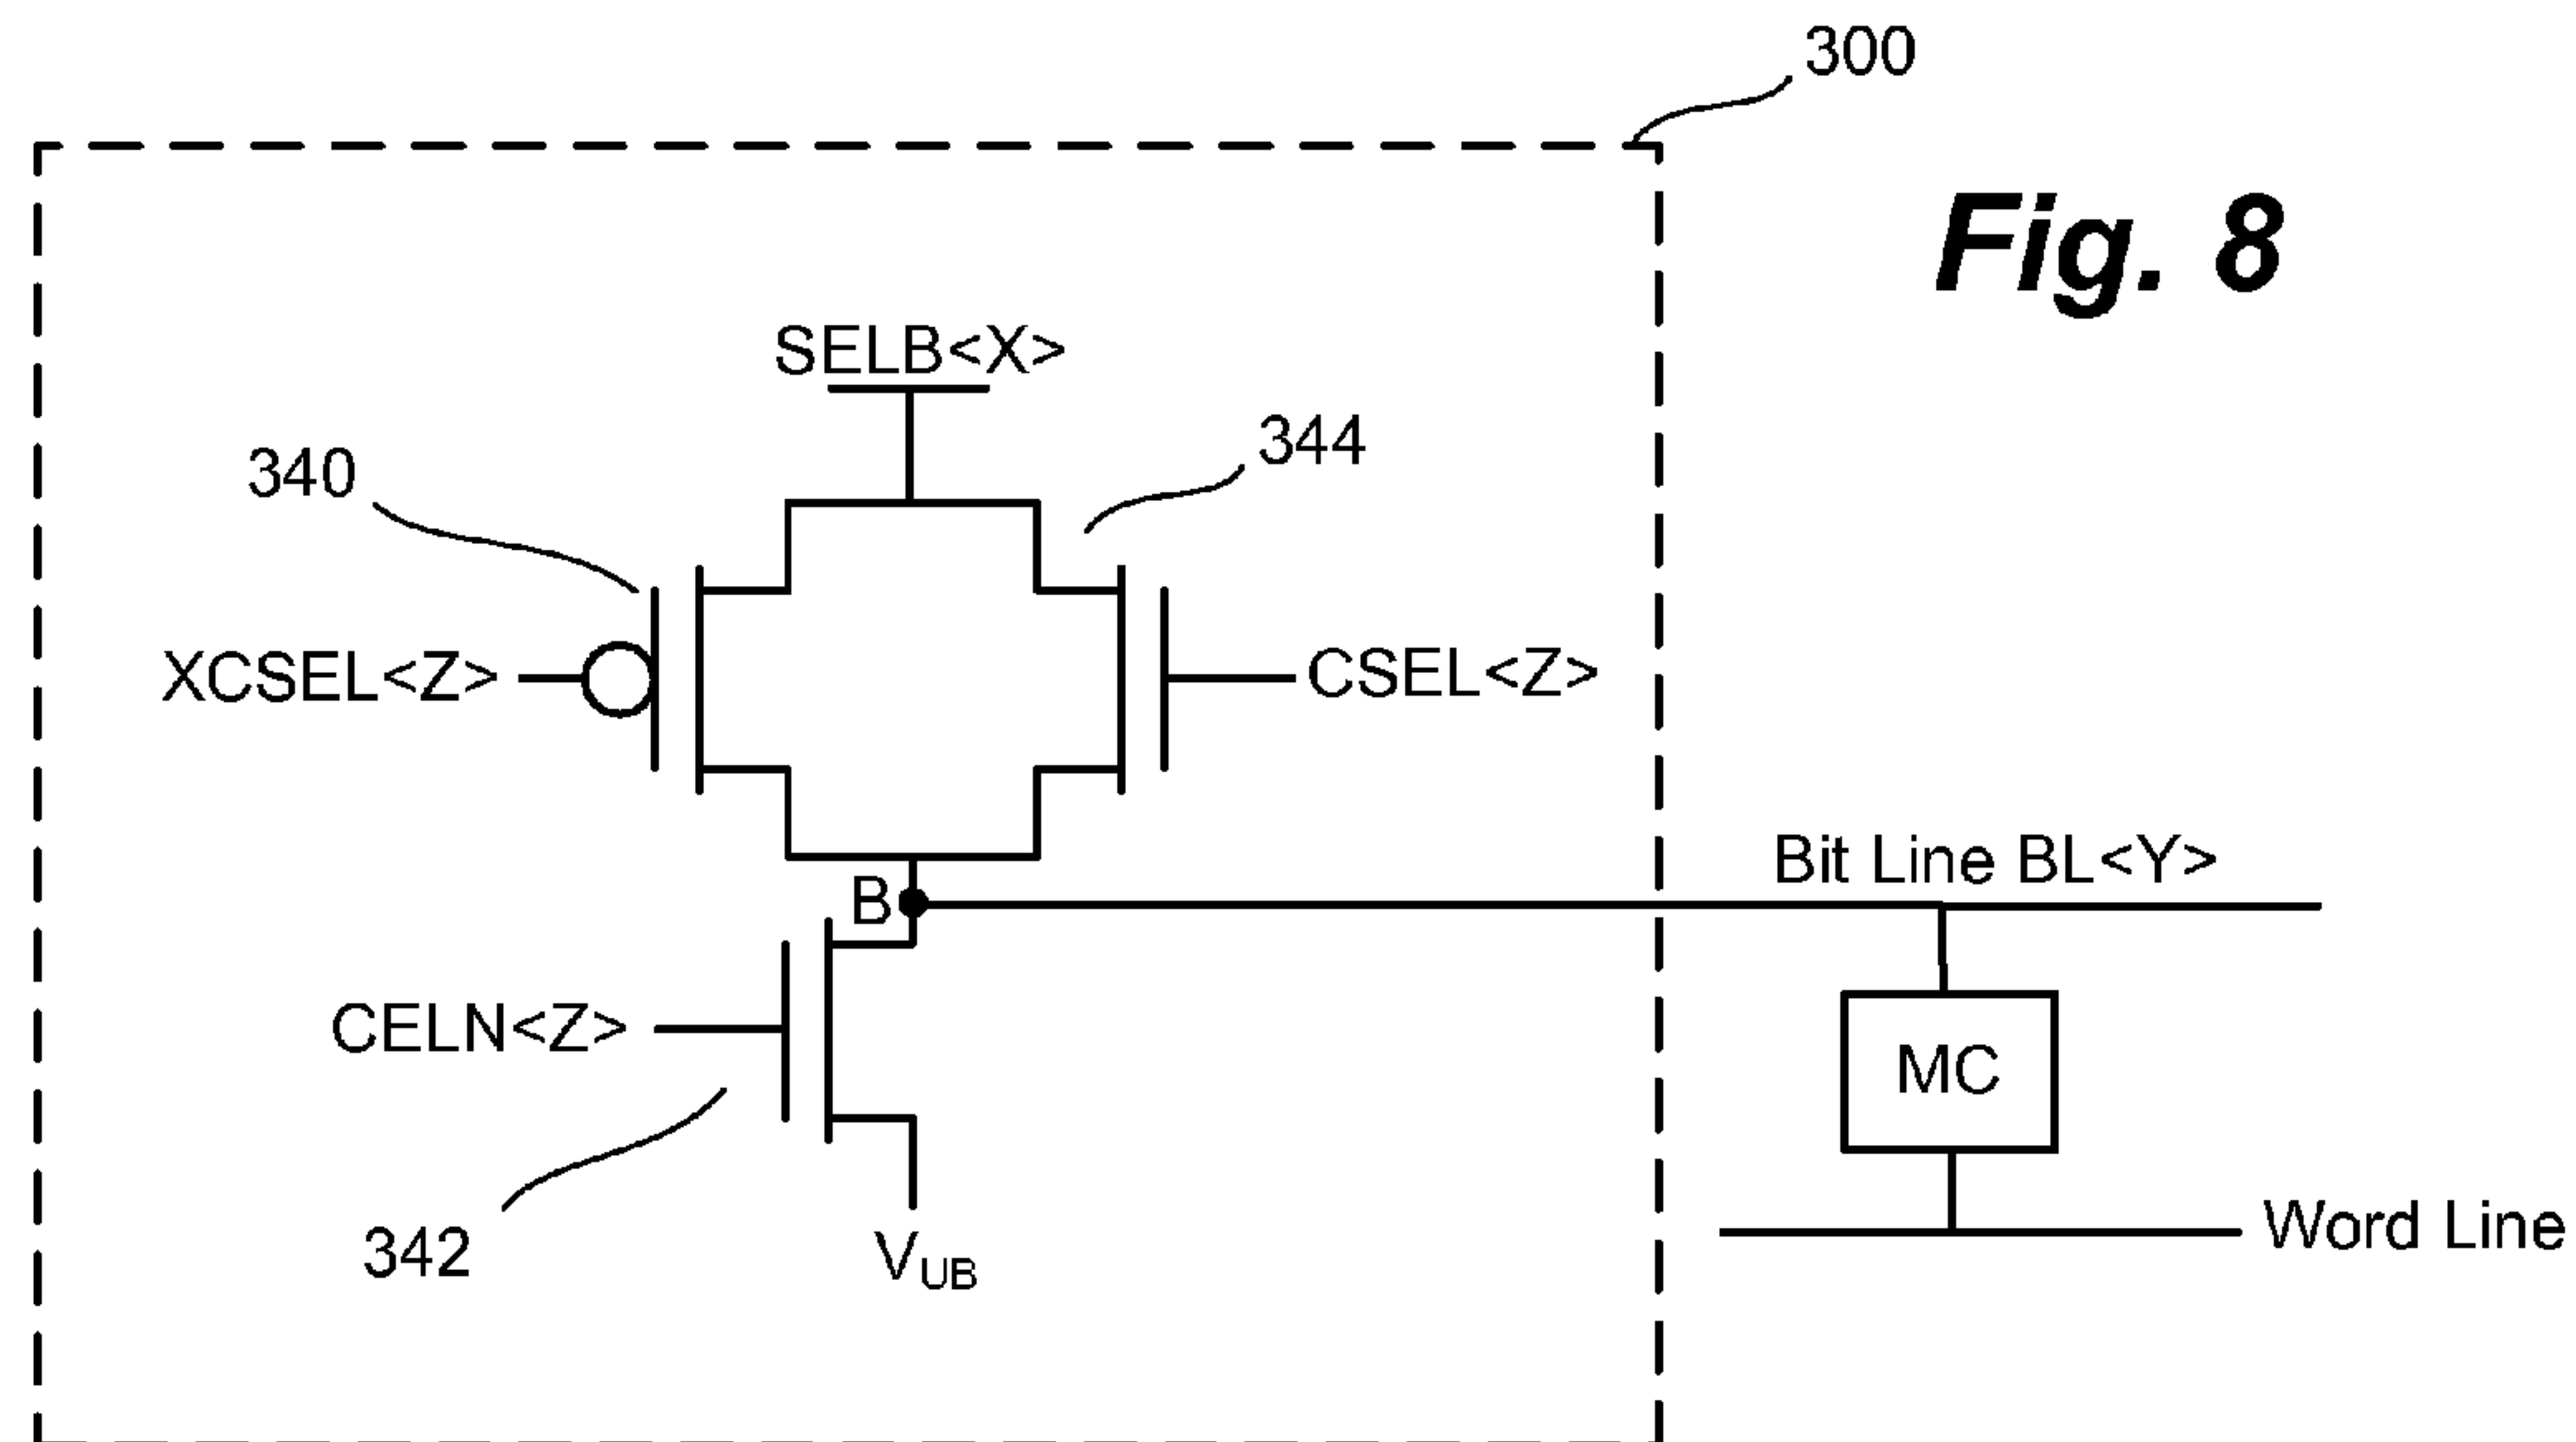 300
Fig. 8
SELB<X>
344
340
XCSEL<Z>
CSEL<Z>
Bit Line BL<Y>
B
CELN<Z>
MC
342
VUB
Word Line